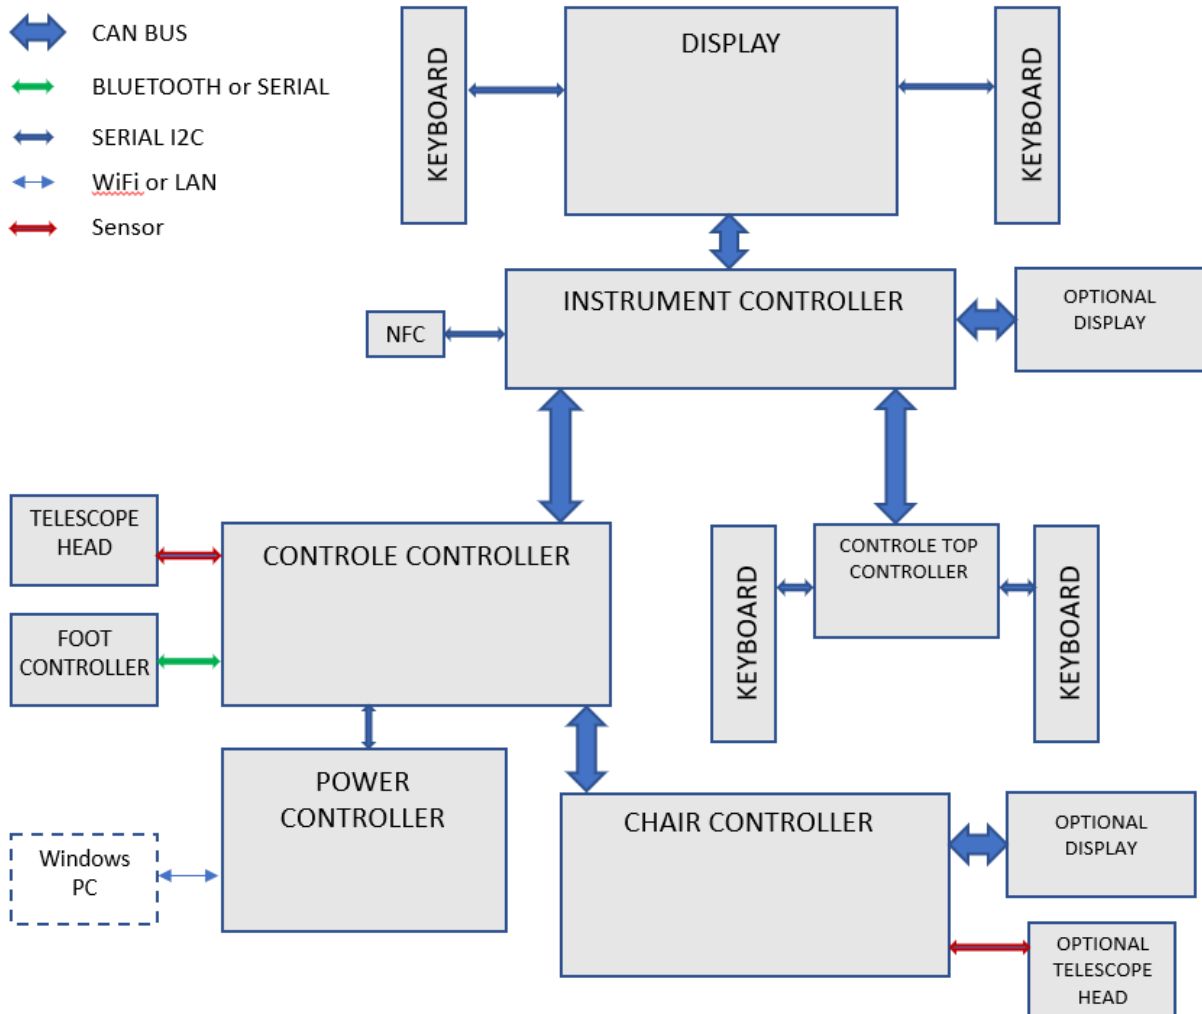 CAN BUS
BLUETOOTH or SERIAL
SERIAL I2C
WiFi or LAN
Sensor
KEYBOARD
DISPLAY
KEYBOARD
INSTRUMENT CONTROLLER
NFC
OPTIONAL
DISPLAY
TELESCOPE
HEAD
CONTROLE CONTROLLER
FOOT
CONTROLLER
KEYBOARD
CONTROLE TOP
CONTROLLER
KEYBOARD
POWER
CONTROLLER
Windows
PC
CHAIR CONTROLLER
OPTIONAL
DISPLAY
OPTIONAL
TELESCOPE
HEAD